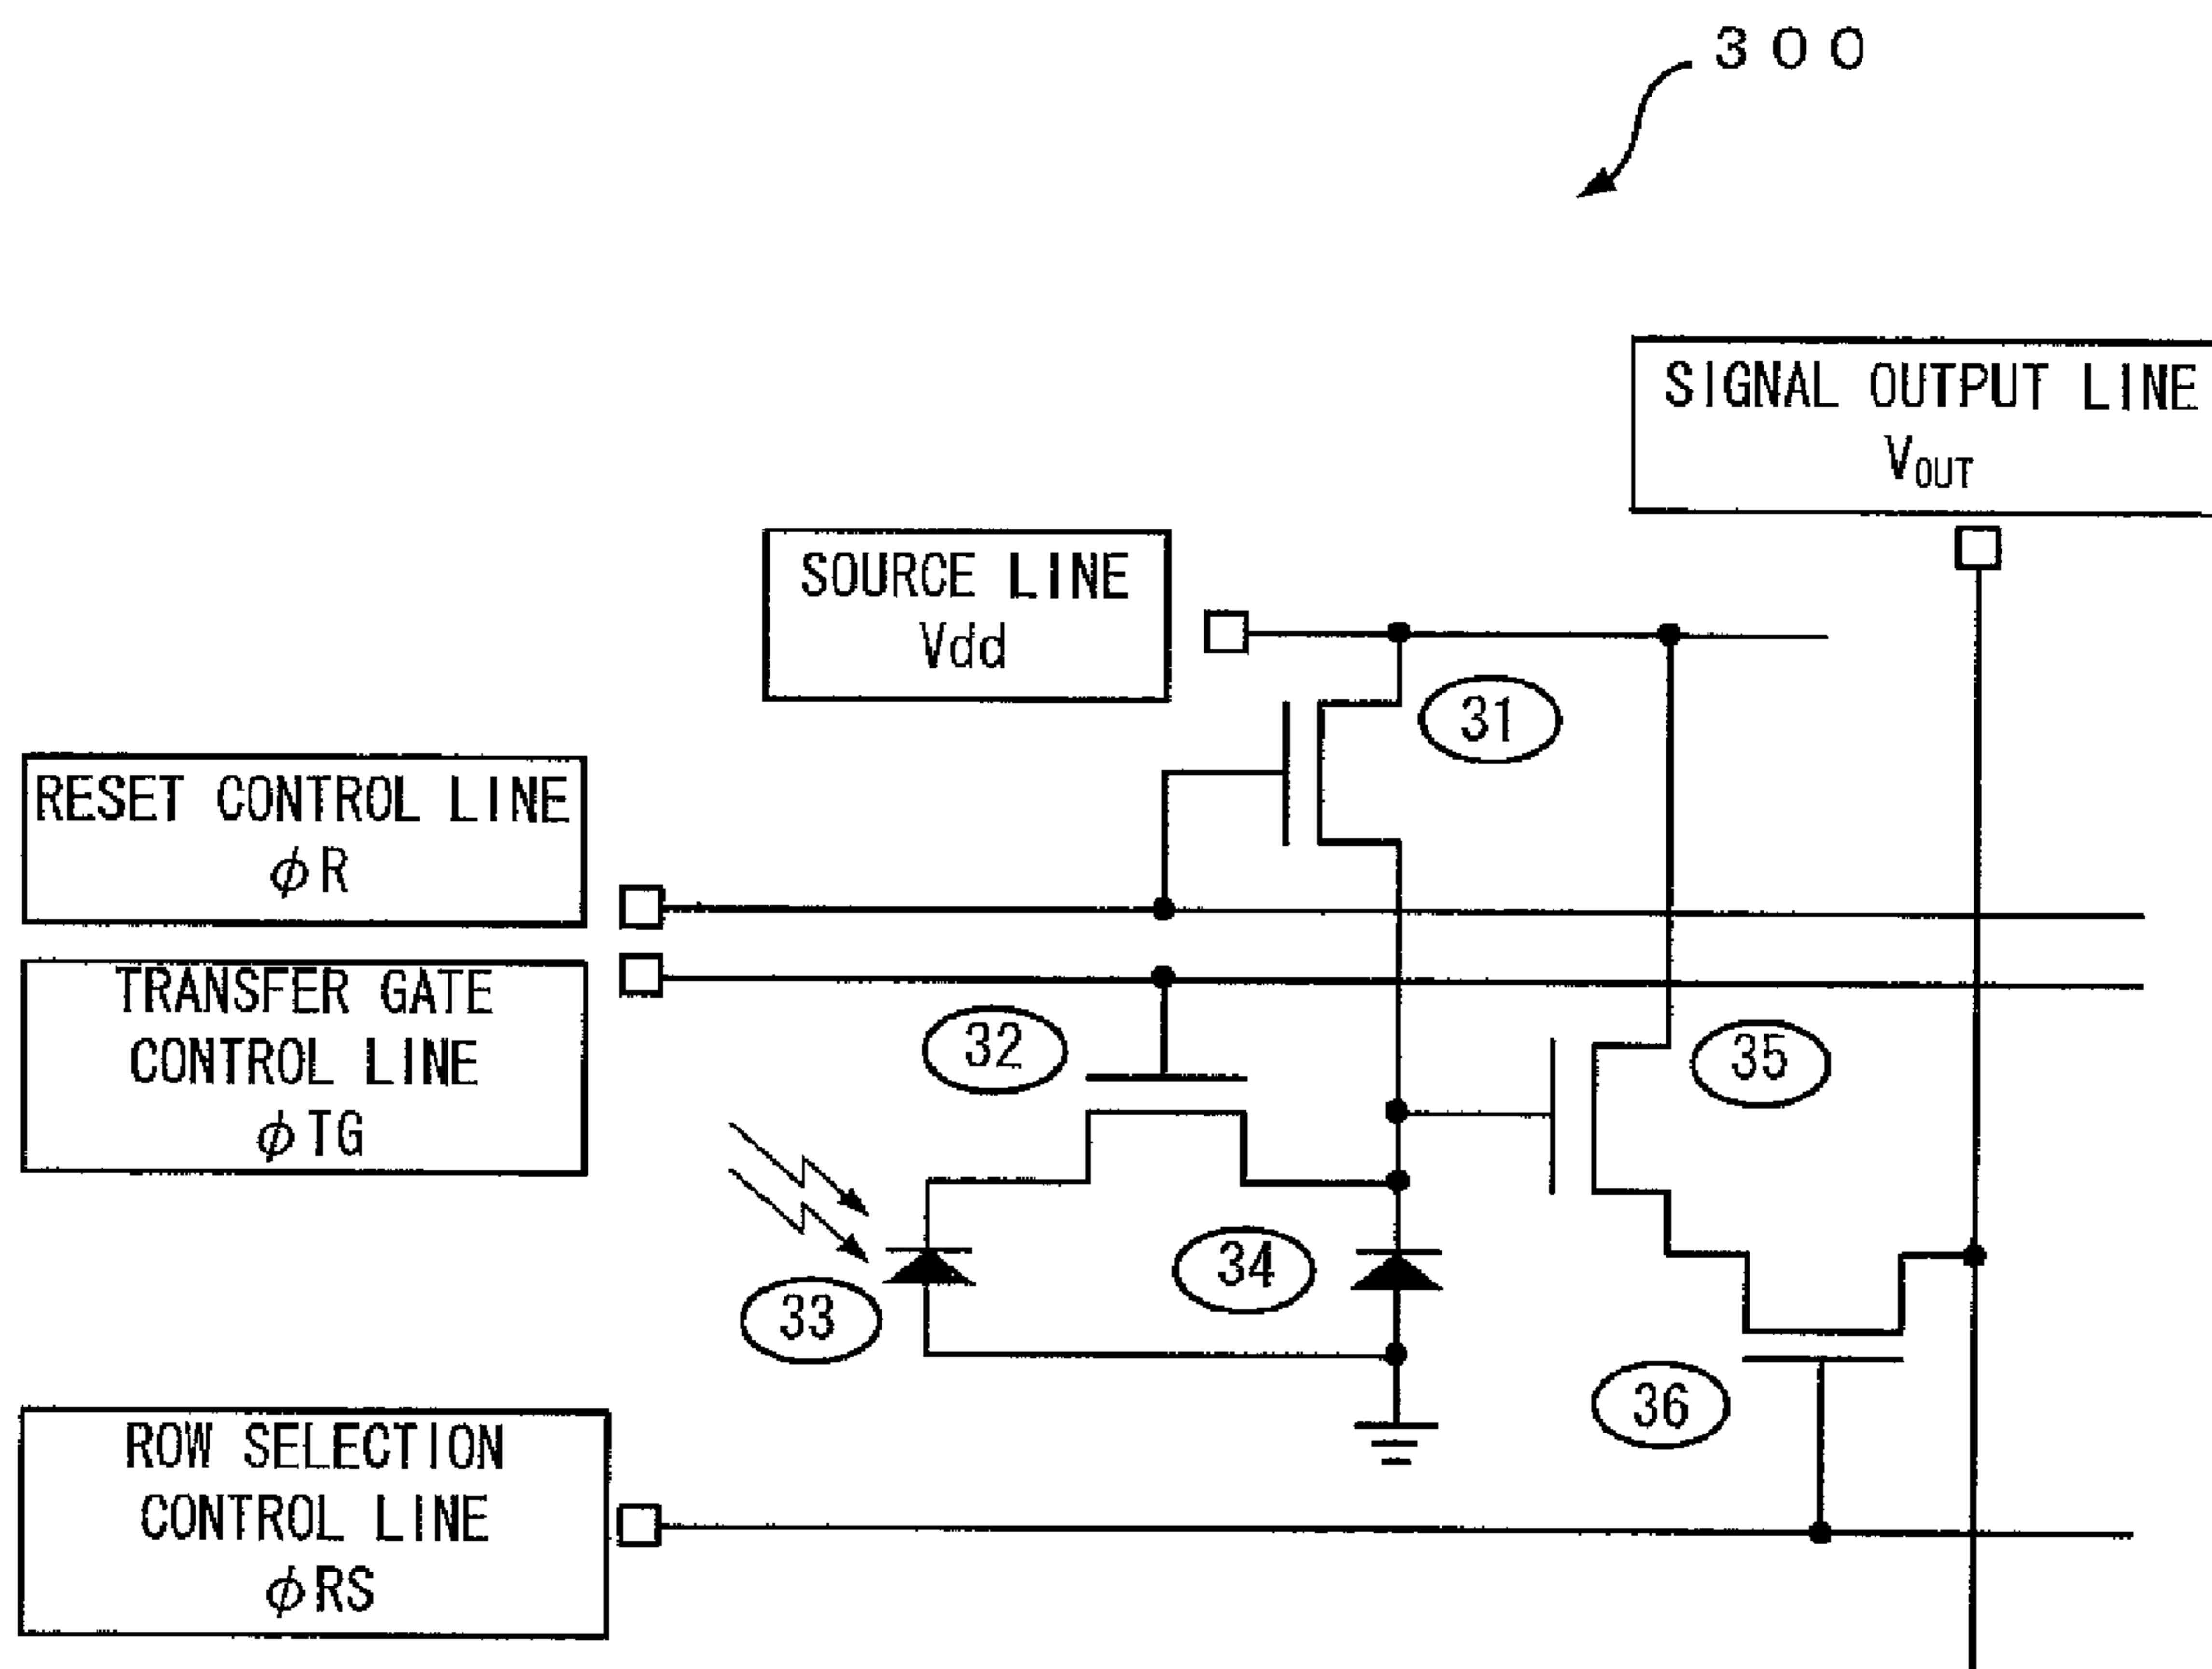 300
SIGNAL OUTPUT LINE
VOUT
SOURCE LINE
Vdd
31
RESET CONTROL LINE
φR
TRANSFER GATE
CONTROL LINE
φTG
32
35
33
34
36
ROW SELECTION
CONTROL LINE
φRS